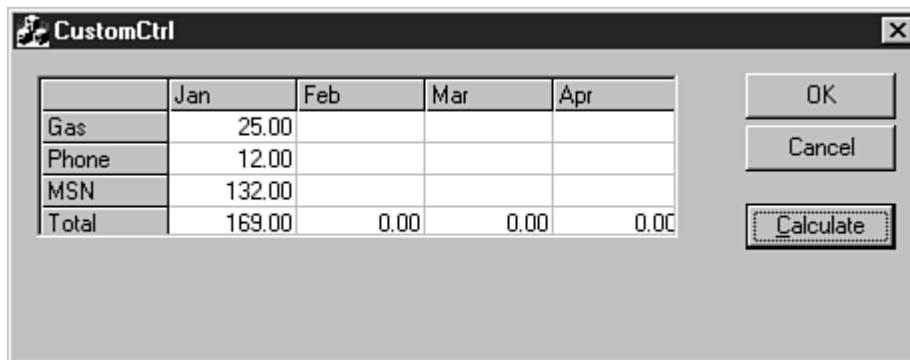 CustomCtrl
Jan Feb Mar Apr OK
Gas 25.00
Phone 12.00 Cancel
MSN 132.00
Total 169.00 0.00 0.00 0.00 Calculate